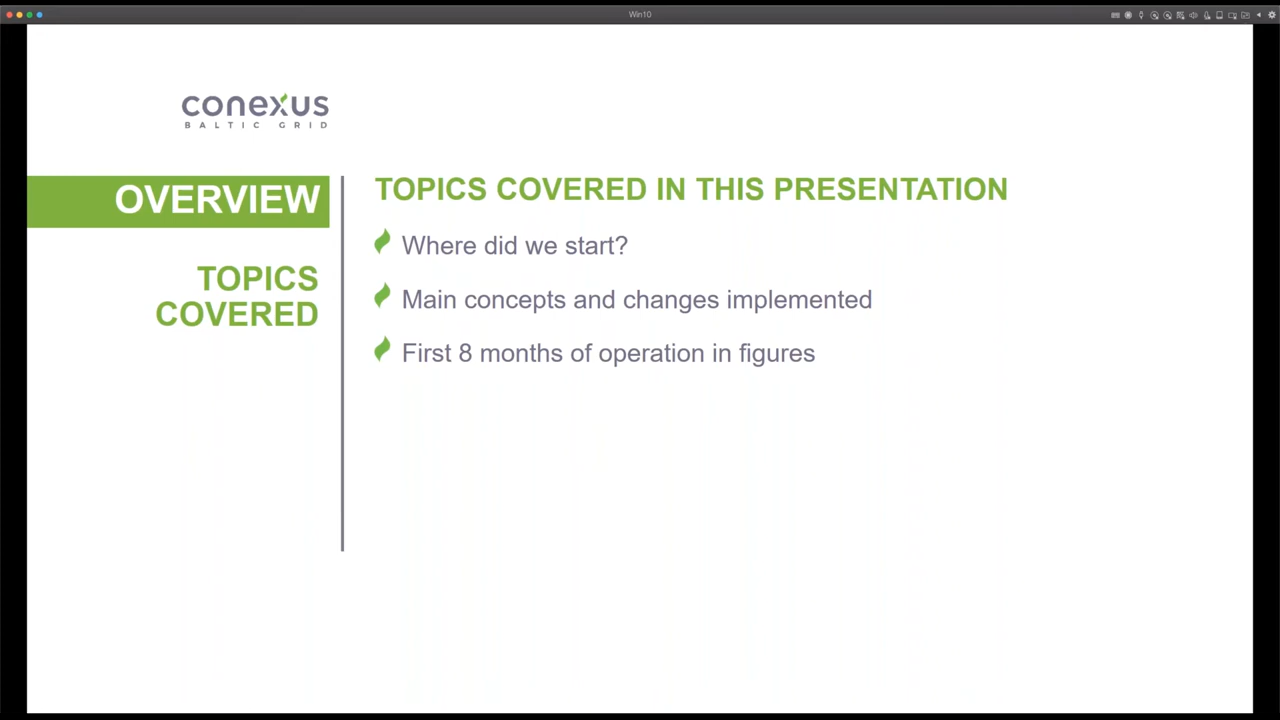 Win10
conexus
BALTIC GRID
OVERVIEW
TOPICS
COVERED
TOPICS COVERED IN THIS PRESENTATION
Where did we start?
Main concepts and changes implemented
First 8 months of operation in figures